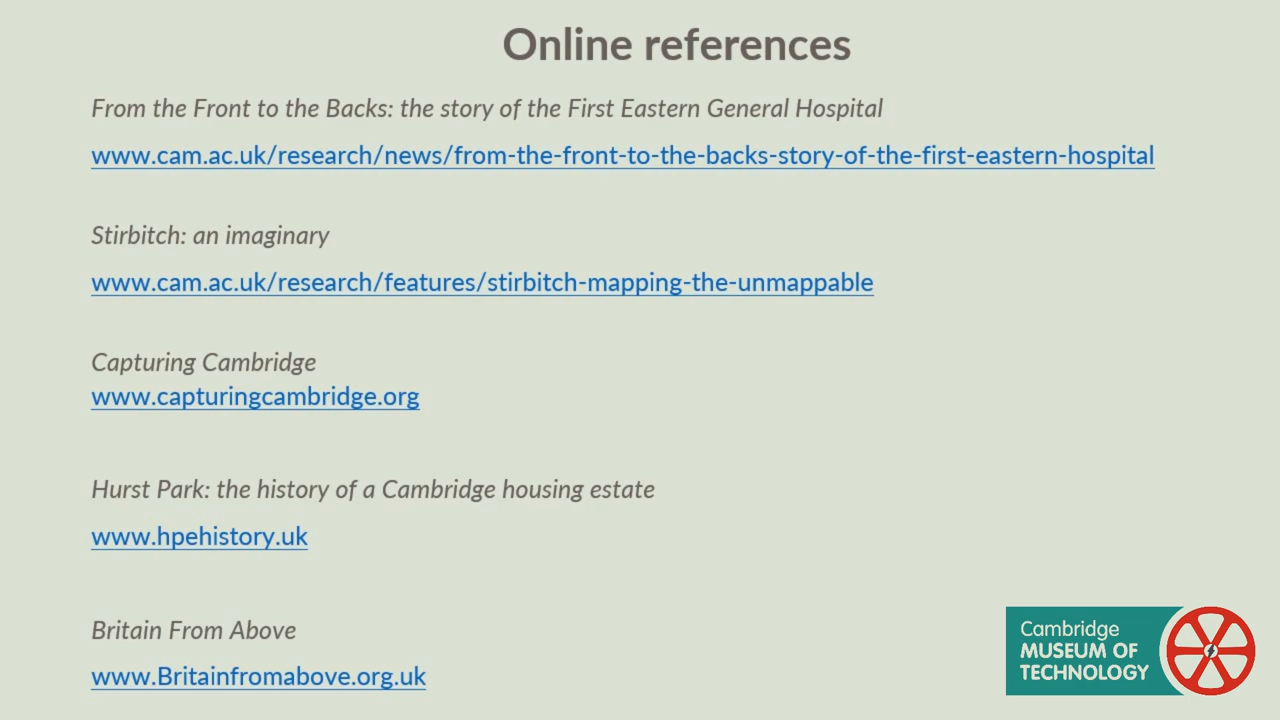 Online references
From the Front to the Backs: the story of the First Eastern General Hospital
www.cam.ac.uk/research/news/from-the-front-to-the-backs-story-of-the-first-eastern-hospital
Stirbitch: an imaginary
www.cam.ac.uk/research/features/stirbitch-mapping-the-unmappable
Capturing Cambridge
www.capturingcambridge.org
Hurst Park: the history of a Cambridge housing estate
www.hpehistory.uk
Britain From Above
www.Britainfromabove.org.uk
Cambridge
MUSEUM OF
TECHNOLOGY